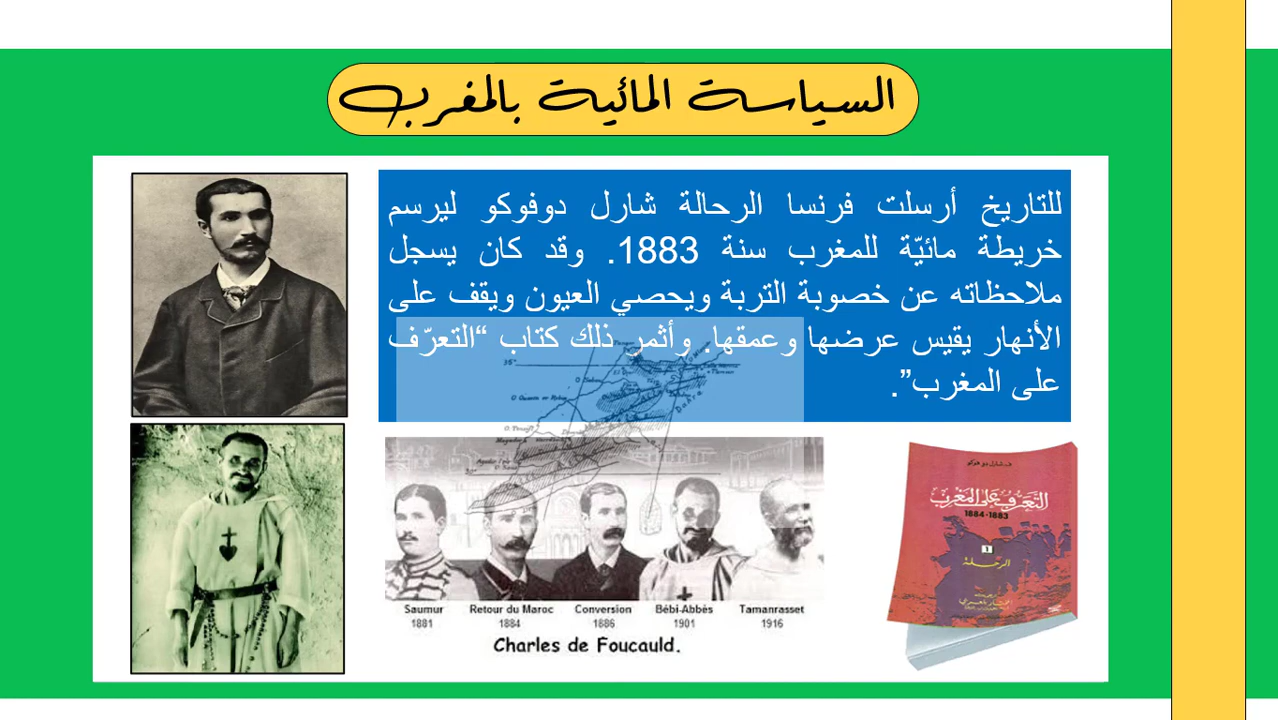 السياسة المائية بالمغرب
للتاريخ أرسلت فرنسا الرحالة شارل دوفوكو ليرسم
خريطة مائيّة للمغرب سنة 1883. وقد كان يسجل
ملاحظاته عن خصوبة التربة ويحصي العيون ويقف على
الأنهار يقيس عرضها وعمقها. وأثمر ذلك كتاب “التعرّف
على المغرب”.
35°
Saumur
1881
Retour du Maroc
1884
Conversion
1886
Bébi-Abbès
1901
Tamanrasset
1916
Charles de Foucauld.
التعرف على المغرب
1884-1883
1
الرحلة